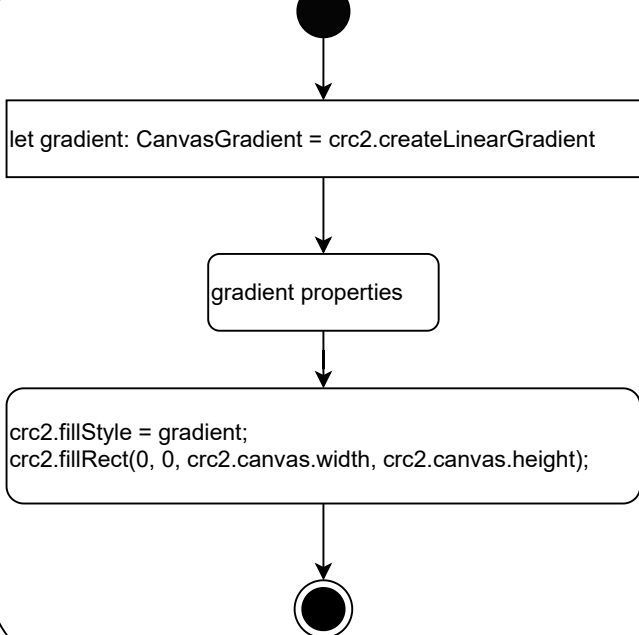 let gradient: CanvasGradient = crc2.createLinearGradient
gradient properties
crc2.fillStyle = gradient;
crc2.fillRect(0, 0, crc2.canvas.width, crc2.canvas.height);